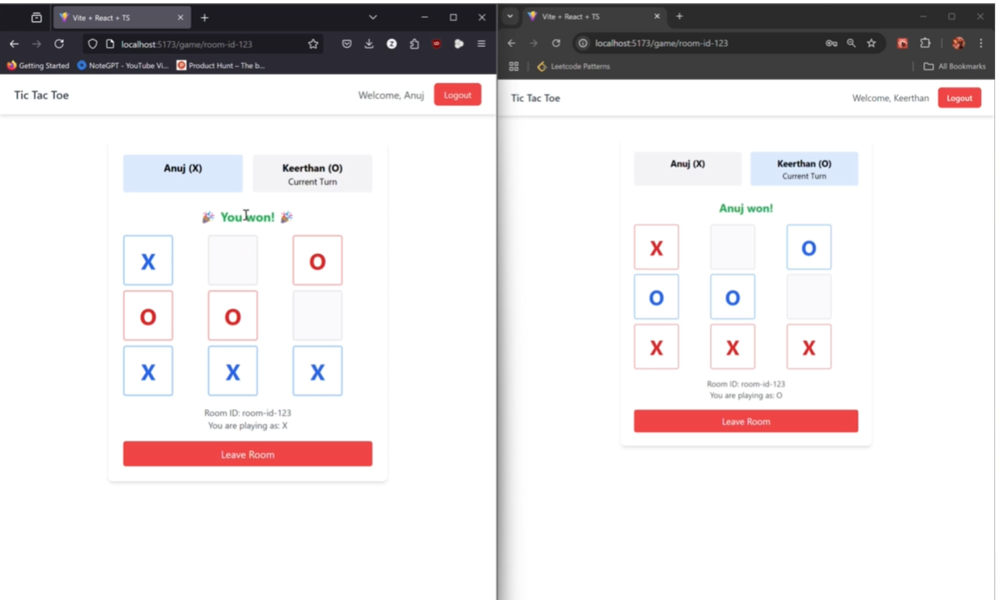 Vite + React + TS
localhost:5173/game/room-id-123
Getting Started NoteGPT - YouTube Vi... Product Hunt – The b...
Tic Tac Toe Welcome, Anuj Logout
Anuj (X) Keerthan (O)
Current Turn
🎉 You won! 🎉
X O
O O
X X X
Room ID: room-id-123
You are playing as: X
Leave Room
Vite + React + TS
localhost:5173/game/room-id-123
Leetcode Patterns All Bookmarks
Tic Tac Toe Welcome, Keerthan Logout
Anuj (X) Keerthan (O)
Current Turn
Anuj won!
X O
O O
X X X
Room ID: room-id-123
You are playing as: O
Leave Room